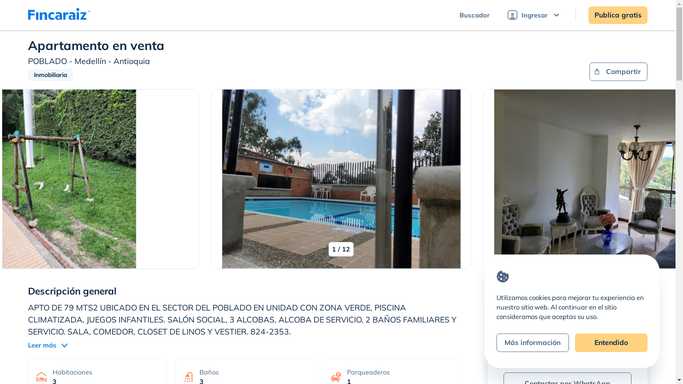 Fincaraiz
Buscador
Ingresar
Publica gratis
Apartamento en venta
POBLADO - Medellín - Antioquia
Inmobiliaria
Compartir
1 / 12
Descripción general
APTO DE 79 MTS2 UBICADO EN EL SECTOR DEL POBLADO EN UNIDAD CON ZONA VERDE, PISCINA
CLIMATIZADA, JUEGOS INFANTILES. SALÓN SOCIAL, 3 ALCOBAS, ALCOBA DE SERVICIO, 2 BAÑOS FAMILIARES Y
SERVICIO. SALA, COMEDOR, CLOSET DE LINOS Y VESTIER. 824-2353.
Leer más
Habitaciones
3
Baños
3
Parqueaderos
1
Utilizamos cookies para mejorar tu experiencia en
nuestro sitio web. Al continuar en el sitio
consideramos que aceptas su uso.
Más información
Entendido
Contactar por WhatsApp